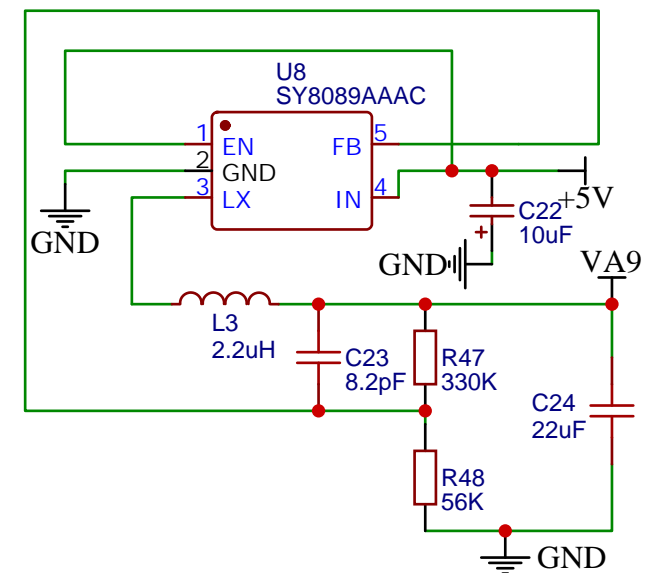 U8
SY8089AAAC
1
EN
FB
5
2
GND
3
LX
IN
4
+5V
C22
10uF
+
GND
GND
VA9
L3
2.2uH
C23
8.2pF
R47
330K
C24
22uF
R48
56K
GND